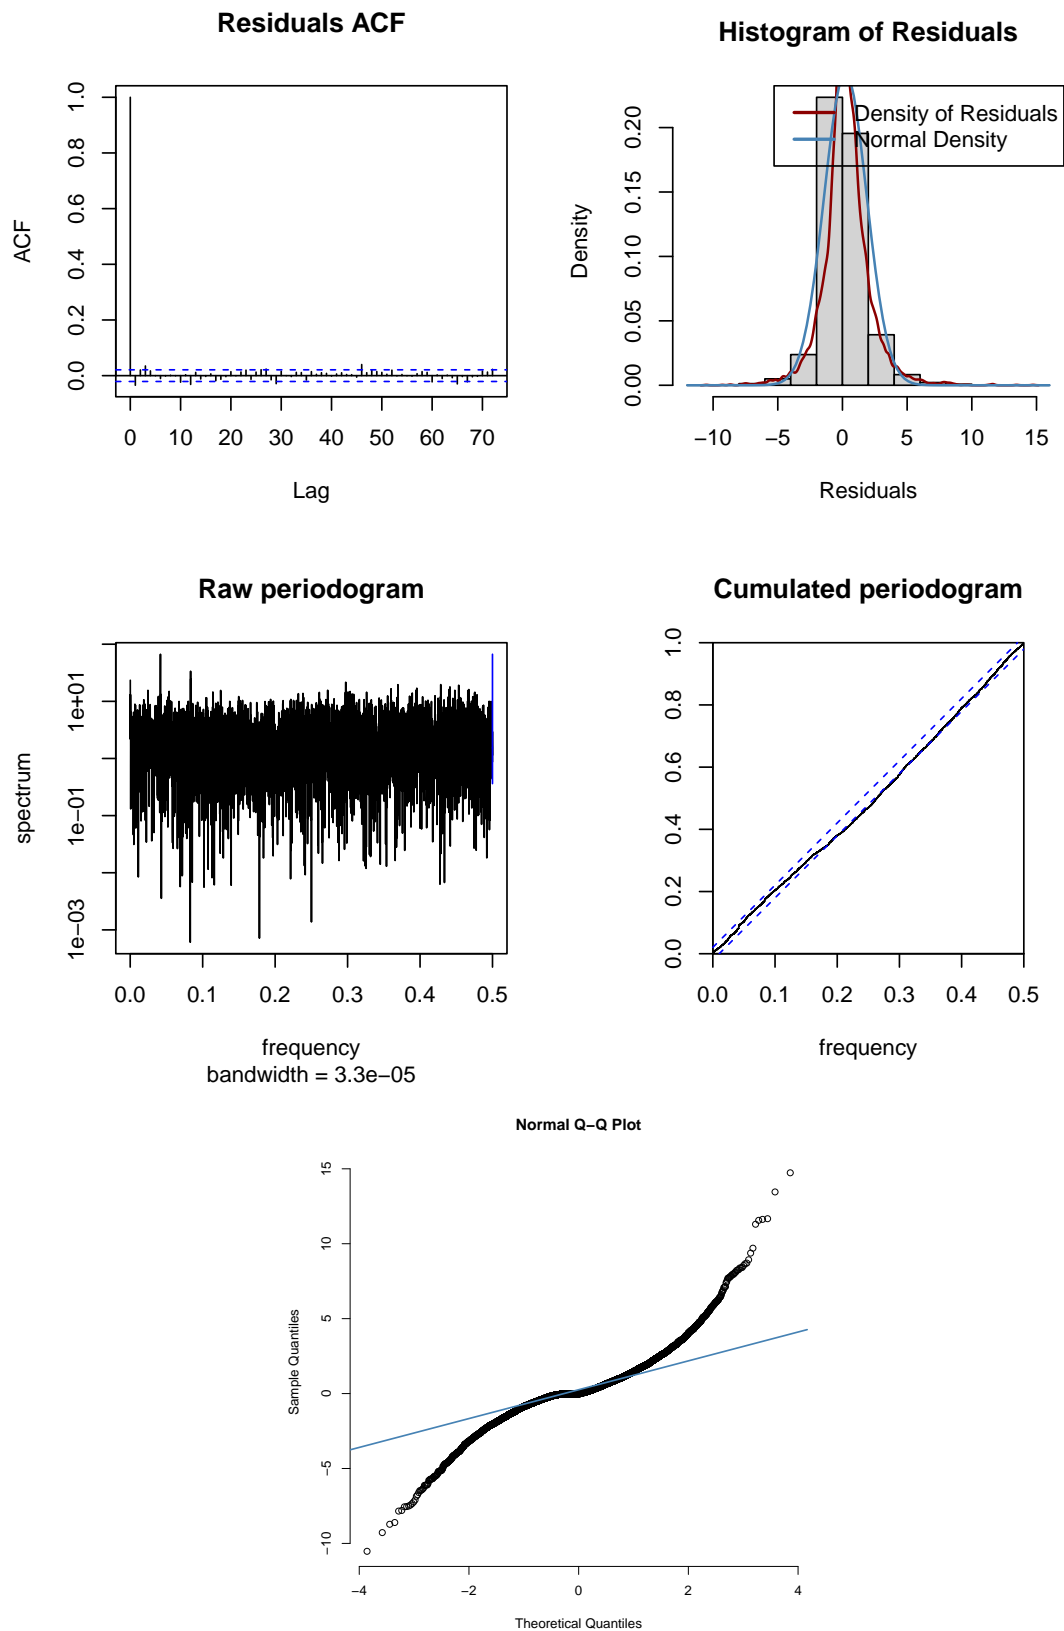 Residuals ACF
ACF
0.0 0.2 0.4 0.6 0.8 1.0
0 10 20 30 40 50 60 70
Lag
Histogram of Residuals
Density
0.00 0.05 0.10 0.15 0.20
Density of Residuals
Normal Density
−10 −5 0 5 10 15
Residuals
Raw periodogram
spectrum
1e−03 1e−01 1e+01
0.0 0.1 0.2 0.3 0.4 0.5
frequency
bandwidth = 3.3e−05
Cumulated periodogram
0.0 0.2 0.4 0.6 0.8 1.0
0.0 0.1 0.2 0.3 0.4 0.5
frequency
Normal Q−Q Plot
Sample Quantiles
−10 −5 0 5 10 15
−4 −2 0 2 4
Theoretical Quantiles